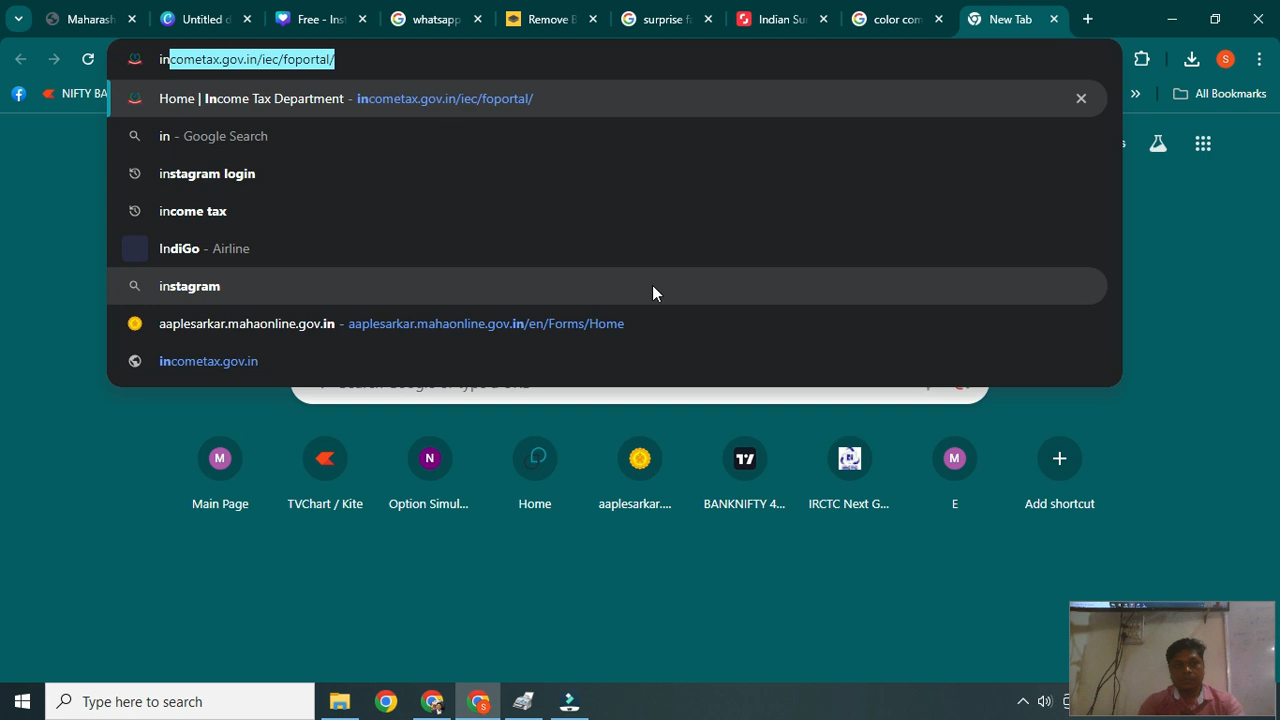 Maharash
Untitled d
Free - Inst
whatsapp
Remove B
surprise fa
Indian Su
color com
New Tab
incometax.gov.in/iec/foportal/
NIFTY BA
» All Bookmarks
Home | Income Tax Department - incometax.gov.in/iec/foportal/
in - Google Search
instagram login
income tax
IndiGo - Airline
instagram
aaplesarkar.mahaonline.gov.in - aaplesarkar.mahaonline.gov.in/en/Forms/Home
incometax.gov.in
Main Page
TVChart / Kite
Option Simul...
Home
aaplesarkar....
BANKNIFTY 4...
IRCTC Next G...
E
Add shortcut
Type here to search